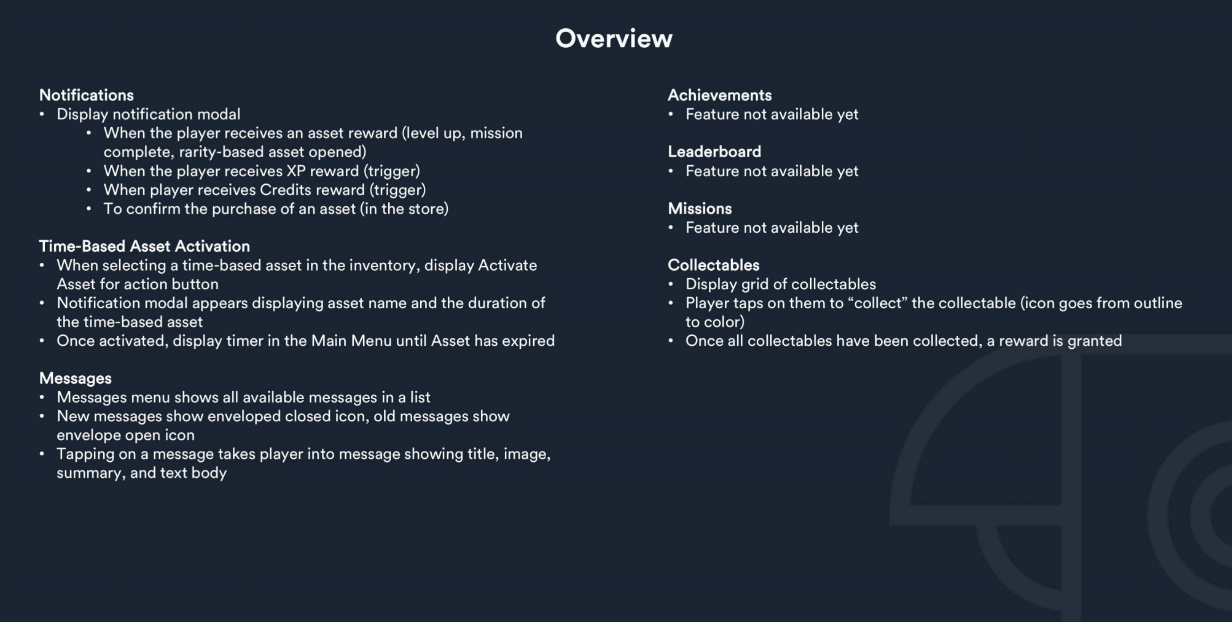 Overview
Notifications
• Display notification modal
• When the player receives an asset reward (level up, mission
complete, rarity-based asset opened)
• When the player receives XP reward (trigger)
• When player receives Credits reward (trigger)
• To confirm the purchase of an asset (in the store)
Time-Based Asset Activation
• When selecting a time-based asset in the inventory, display Activate
Asset for action button
• Notification modal appears displaying asset name and the duration of
the time-based asset
• Once activated, display timer in the Main Menu until Asset has expired
Messages
• Messages menu shows all available messages in a list
• New messages show enveloped closed icon, old messages show
envelope open icon
• Tapping on a message takes player into message showing title, image,
summary, and text body
Achievements
• Feature not available yet
Leaderboard
• Feature not available yet
Missions
• Feature not available yet
Collectables
• Display grid of collectables
• Player taps on them to “collect” the collectable (icon goes from outline
to color)
• Once all collectables have been collected, a reward is granted